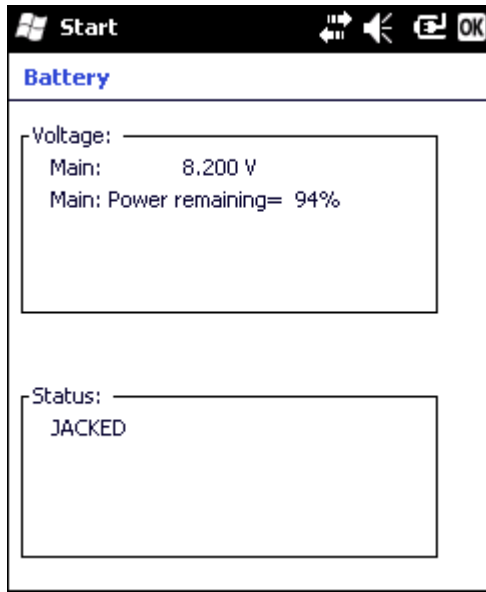 Start
OK
Battery
Voltage:
Main: 8.200 V
Main: Power remaining= 94%
Status:
JACKED